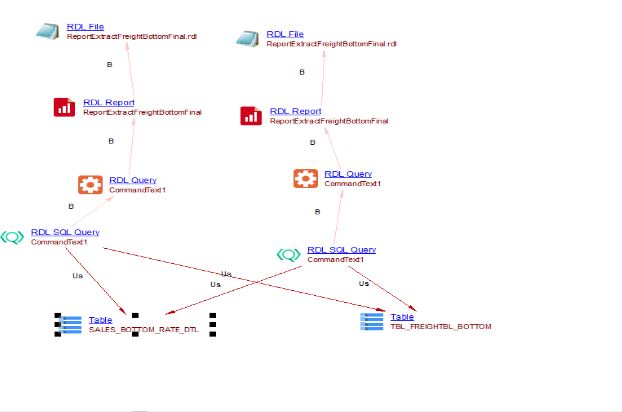 RDL File
ReportExtractFreightBottomFinal.rdl
RDL File
ReportExtractFreightBottomFinal.rdl
B
B
RDL Report
ReportExtractFreightBottomFinal
RDL Report
ReportExtractFreightBottomFinal
B
B
RDL Query
CommandText1
RDL Query
CommandText1
B
B
RDL SQL Query
CommandText1
RDL SQL Query
CommandText1
Us
Us
Us
Us
Table
SALES_BOTTOM_RATE_DTL
Table
TBL_FREIGHTBL_BOTTOM